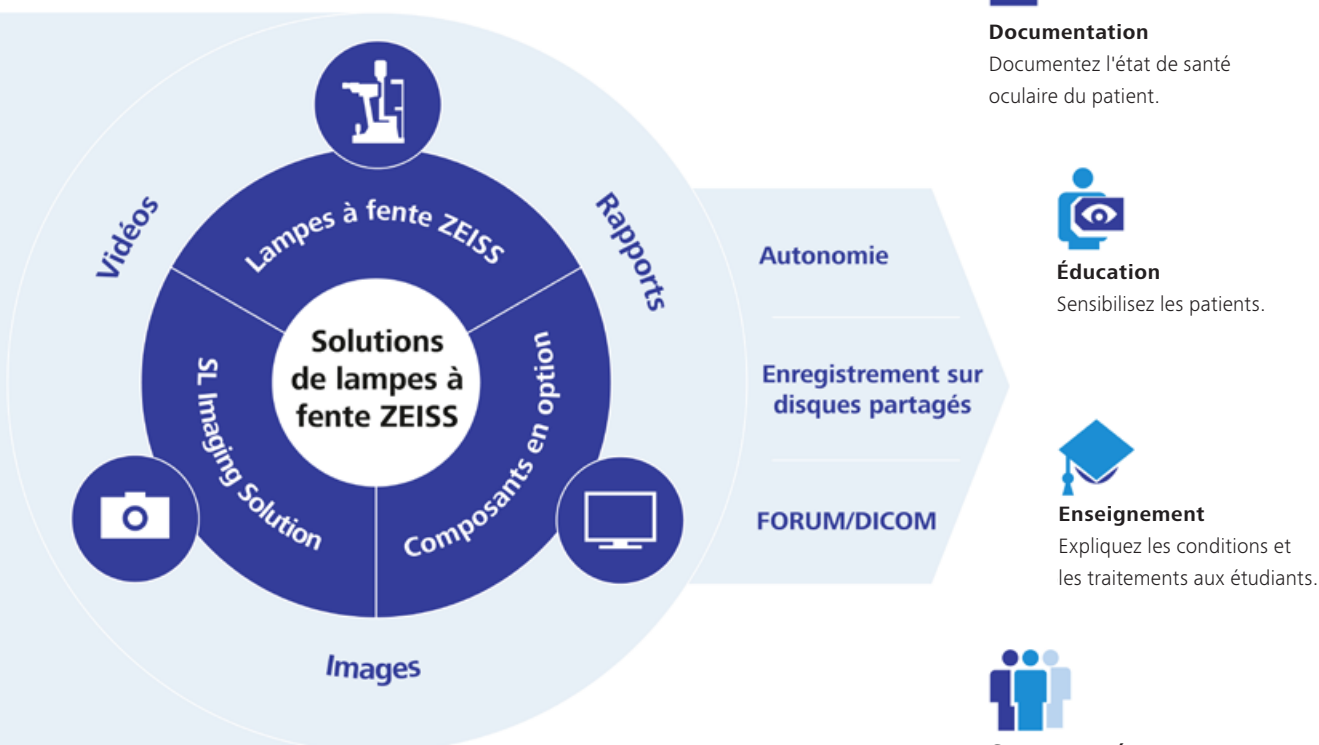 Lampes à fente ZEISS
SL Imaging Solution
Composants en option
Solutions
de lampes à
fente ZEISS
Vidéos
Rapports
Images
Autonomie
Enregistrement sur
disques partagés
FORUM/DICOM
Documentation
Documentez l'état de santé
oculaire du patient.
Éducation
Sensibilisez les patients.
Enseignement
Expliquez les conditions et
les traitements aux étudiants.